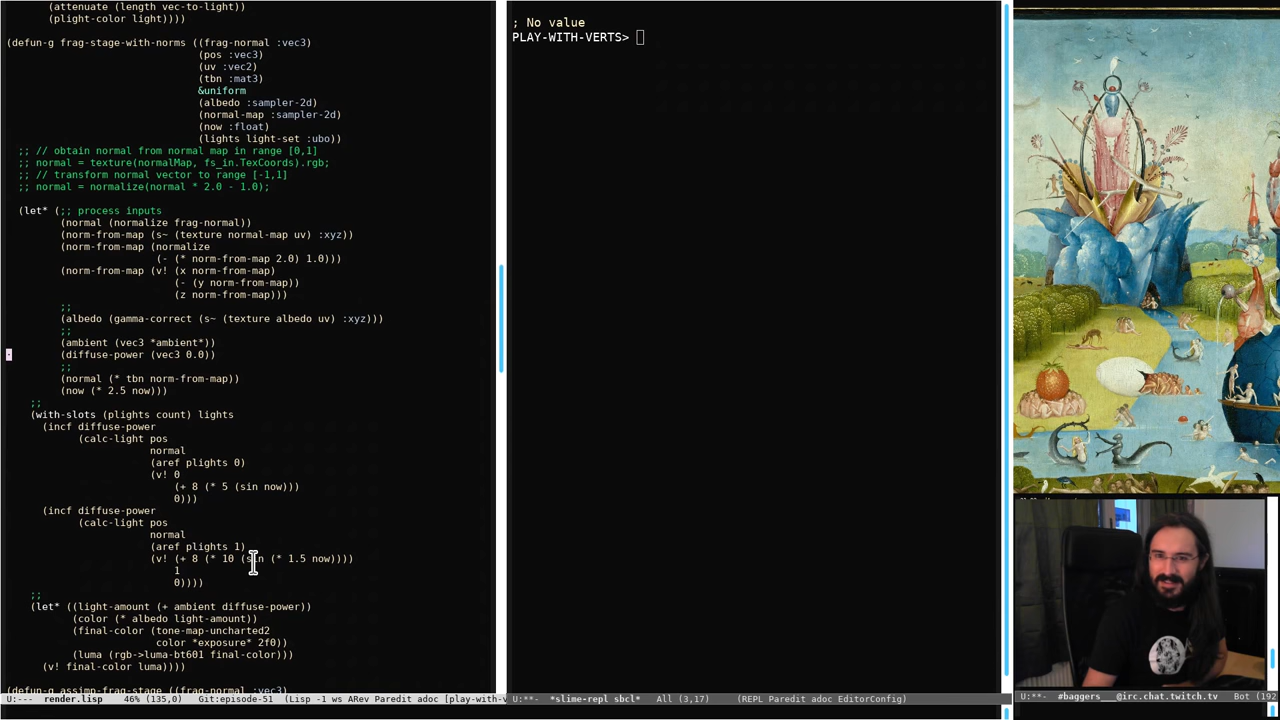 (attenuate (length vec-to-light))
        (plight-color light))))

(defun-g frag-stage-with-norms ((frag-normal :vec3)
                                (pos :vec3)
                                (uv :vec2)
                                (tbn :mat3)
                                &uniform
                                (albedo :sampler-2d)
                                (normal-map :sampler-2d)
                                (now :float)
                                (lights light-set :ubo))
  ;; // obtain normal from normal map in range [0,1]
  ;; normal = texture(normalMap, fs_in.TexCoords).rgb;
  ;; // transform normal vector to range [-1,1]
  ;; normal = normalize(normal * 2.0 - 1.0);

  (let* (;; process inputs
         (normal (normalize frag-normal))
         (norm-from-map (s~ (texture normal-map uv) :xyz))
         (norm-from-map (normalize
                         (- (* norm-from-map 2.0) 1.0)))
         (norm-from-map (v! (x norm-from-map)
                            (- (y norm-from-map))
                            (z norm-from-map)))
         ;;
         (albedo (gamma-correct (s~ (texture albedo uv) :xyz)))
         ;;
         (ambient (vec3 *ambient*))
         (diffuse-power (vec3 0.0))
         ;;
         (normal (* tbn norm-from-map))
         (now (* 2.5 now)))
    ;;
    (with-slots (plights count) lights
      (incf diffuse-power
            (calc-light pos
                        normal
                        (aref plights 0)
                        (v! 0
                            (+ 8 (* 5 (sin now)))
                            0)))
      (incf diffuse-power
            (calc-light pos
                        normal
                        (aref plights 1)
                        (v! (+ 8 (* 10 (sin (* 1.5 now))))
                            1
                            0))))
    ;;
    (let* ((light-amount (+ ambient diffuse-power))
           (color (* albedo light-amount))
           (final-color (tone-map-uncharted2
                         color *exposure* 2f0))
           (luma (rgb->luma-bt601 final-color)))
      (v! final-color luma))))

(defun-g assimp-frag-stage ((frag-normal :vec3)
U:---  render.lisp    46% (135,0)    Git:episode-51  (Lisp -1 ws ARev Paredit adoc [play-with-v
; No value
PLAY-WITH-VERTS>
U:**-  *slime-repl sbcl*   All (3,17)     (REPL Paredit adoc EditorConfig)
U:**-  #baggers__@irc.chat.twitch.tv   Bot (192